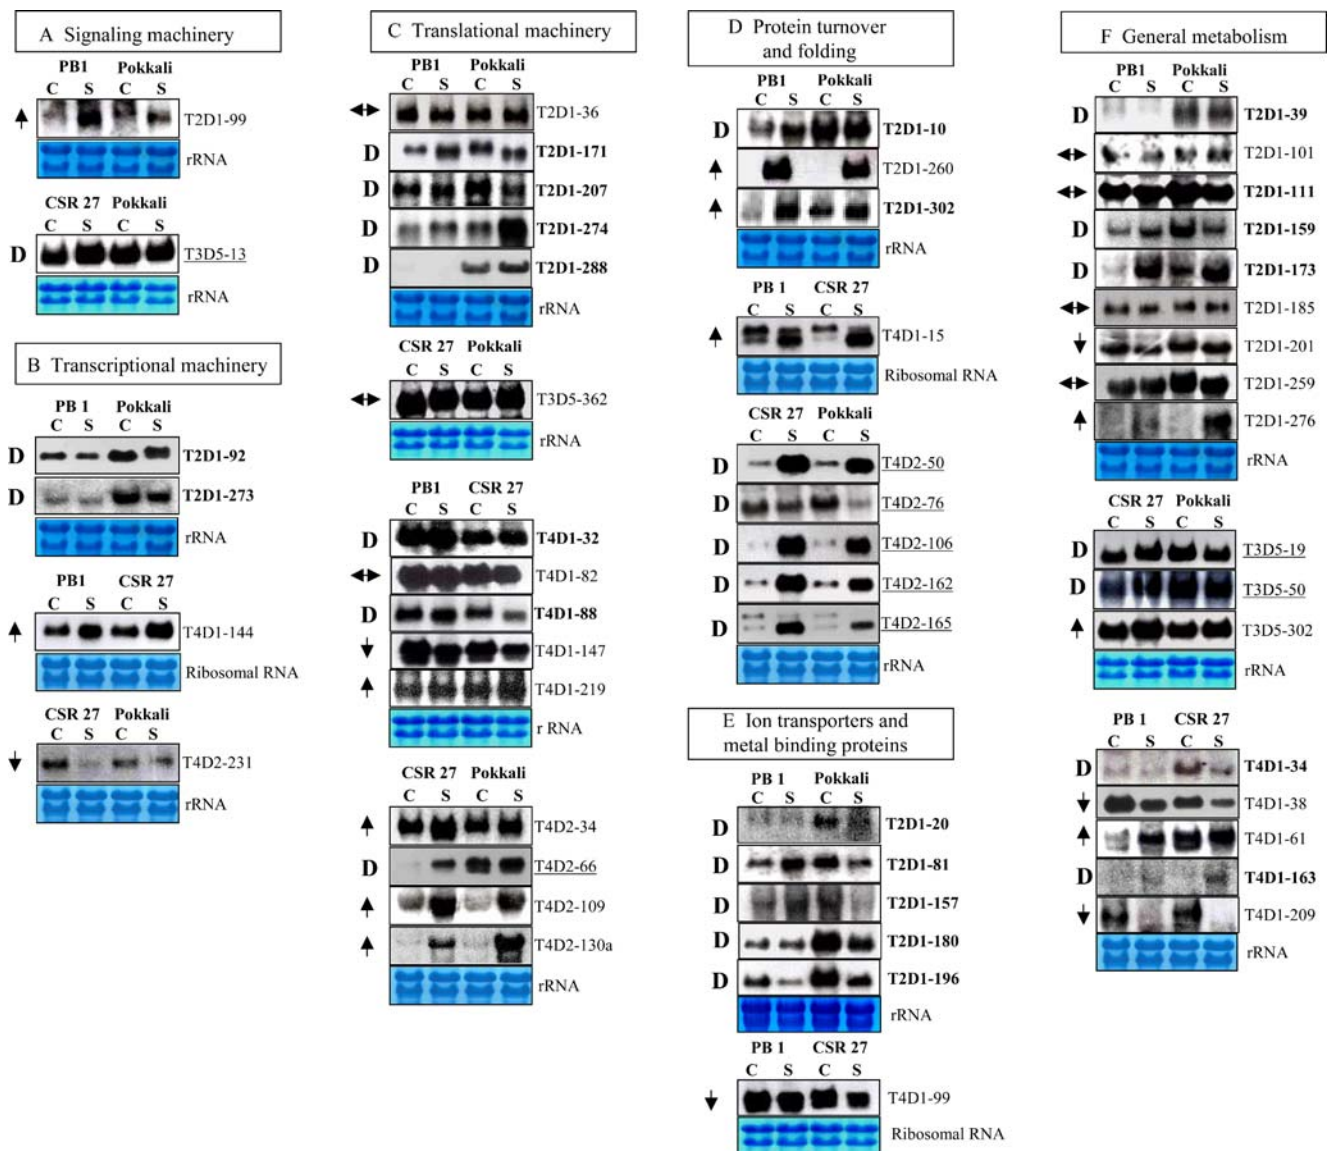 A Signaling machinery
PB1 Pokkali
C S C S
↑ T2D1-99
rRNA
CSR 27 Pokkali
C S C S
D T3D5-13
rRNA
B Transcriptional machinery
PB 1 Pokkali
C S C S
D T2D1-92
D T2D1-273
rRNA
PB1 CSR 27
C S C S
↑ T4D1-144
Ribosomal RNA
CSR 27 Pokkali
C S C S
↓ T4D2-231
rRNA
C Translational machinery
PB1 Pokkali
C S C S
↔ T2D1-36
D T2D1-171
D T2D1-207
D T2D1-274
D T2D1-288
rRNA
CSR 27 Pokkali
C S C S
↔ T3D5-362
rRNA
PB1 CSR 27
C S C S
D T4D1-32
↔ T4D1-82
D T4D1-88
↓ T4D1-147
↑ T4D1-219
r RNA
CSR 27 Pokkali
C S C S
↑ T4D2-34
D T4D2-66
↑ T4D2-109
↑ T4D2-130a
rRNA
D Protein turnover
and folding
PB1 Pokkali
C S C S
D T2D1-10
↑ T2D1-260
↑ T2D1-302
rRNA
PB 1 CSR 27
C S C S
↑ T4D1-15
Ribosomal RNA
CSR 27 Pokkali
C S C S
D T4D2-50
D T4D2-76
D T4D2-106
D T4D2-162
D T4D2-165
rRNA
E Ion transporters and
metal binding proteins
PB 1 Pokkali
C S C S
D T2D1-20
D T2D1-81
D T2D1-157
D T2D1-180
D T2D1-196
rRNA
PB 1 CSR 27
C S C S
↓ T4D1-99
Ribosomal RNA
F General metabolism
PB1 Pokkali
C S C S
D T2D1-39
↔ T2D1-101
↔ T2D1-111
D T2D1-159
D T2D1-173
↔ T2D1-185
↓ T2D1-201
↔ T2D1-259
↑ T2D1-276
rRNA
CSR 27 Pokkali
C S C S
D T3D5-19
D T3D5-50
↑ T3D5-302
rRNA
PB 1 CSR 27
C S C S
D T4D1-34
↓ T4D1-38
↑ T4D1-61
D T4D1-163
↓ T4D1-209
rRNA